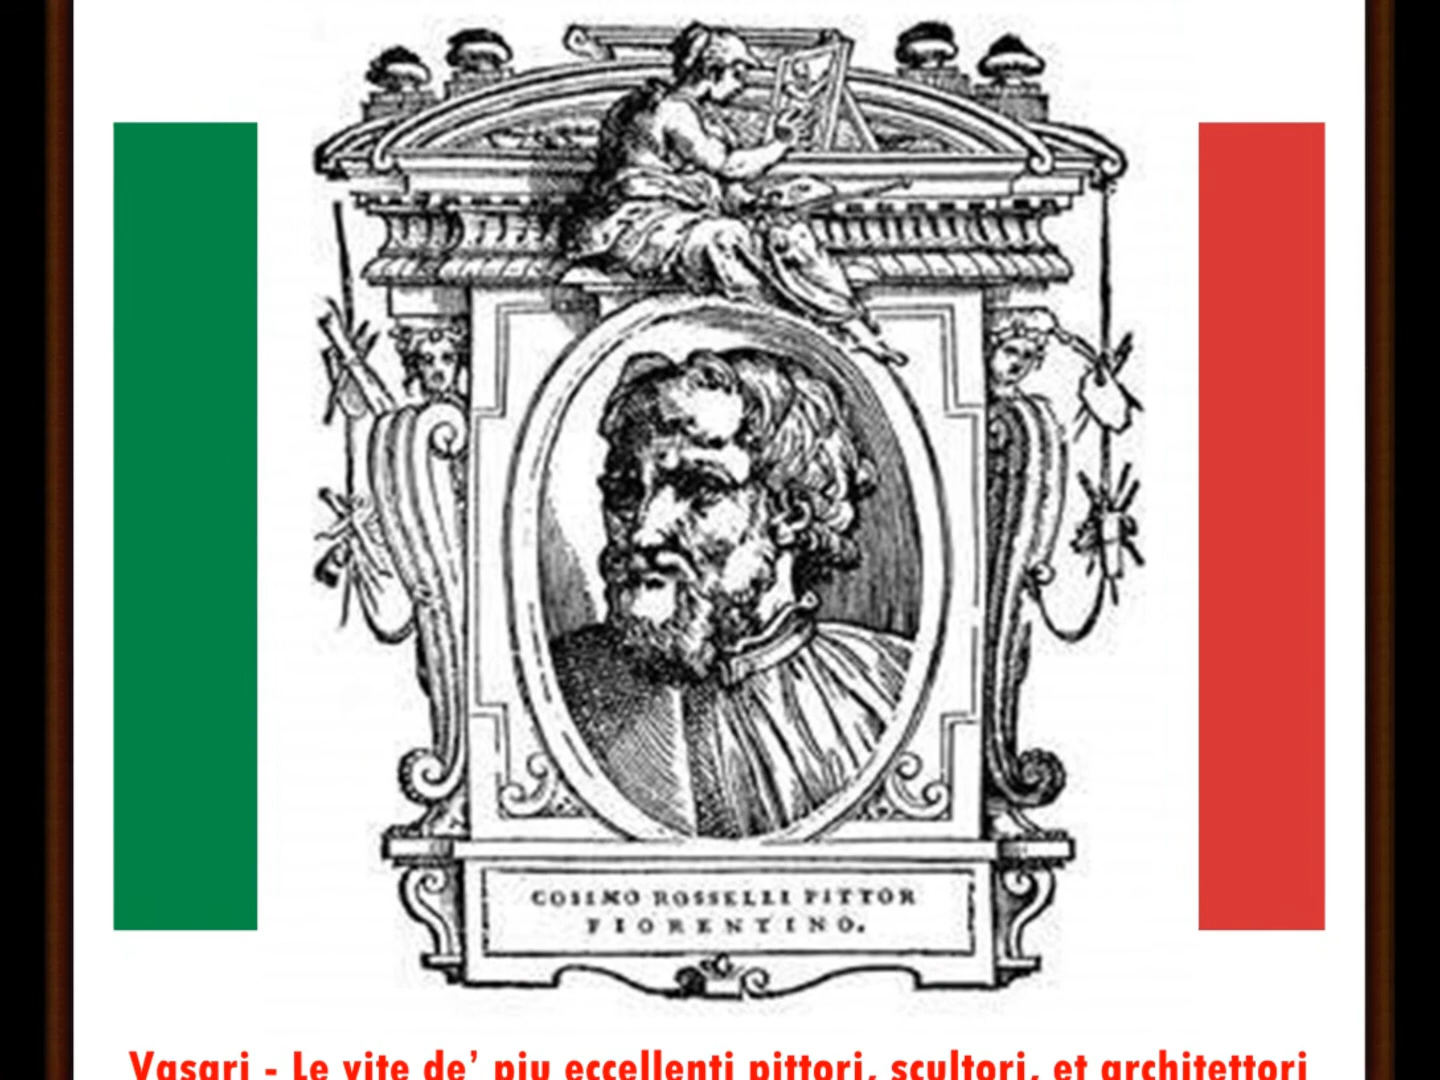 COSIMO ROSSELLI PITTOR
FIORENTINO.
Vasari - Le vite de’ piu eccellenti pittori, scultori, et architettori